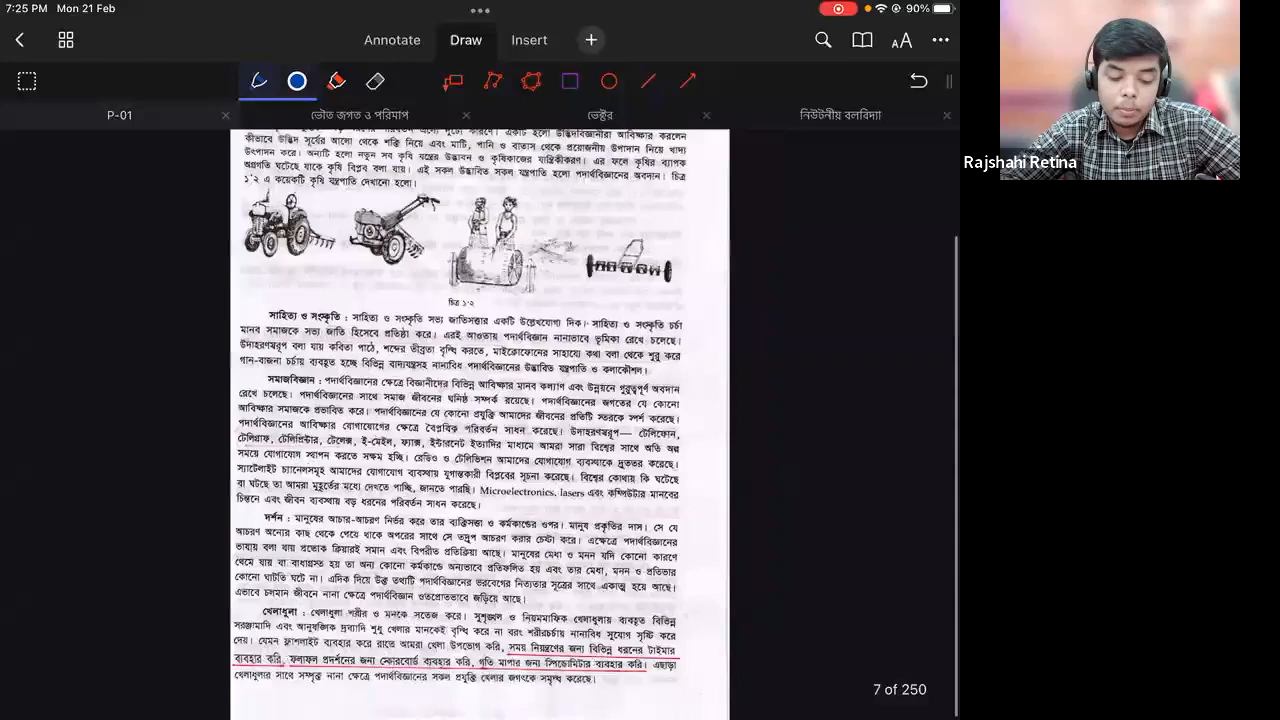 7:25 PM Mon 21 Feb
90%
Annotate Draw Insert
P-01
ভৌত জগত ও পরিমাপ
ভেক্টর
নিউটনীয় বলবিদ্যা
Rajshahi Retina
কীভাবে উদ্ভিদ সূর্যের আলো থেকে শক্তি নিয়ে এবং মাটি, পানি ও বাতাস থেকে প্রয়োজনীয় উপাদান নিয়ে খাদ্য
উৎপাদন করে। অন্যটি হলো নতুন সব কৃষি যন্ত্রের উদ্ভাবন ও কৃষিকাজের যান্ত্রিকীকরণ। এর ফলে কৃষির ব্যাপক
অগ্রগতি ঘটেছে যাকে কৃষি বিপ্লব বলা যায়। এই সকল উদ্ভাবিত সকল যন্ত্রপাতি হলো পদার্থবিজ্ঞানের অবদান। চিত্র
১'২ এ কয়েকটি কৃষি যন্ত্রপাতি দেখানো হলো।
চিত্র ১'২
সাহিত্য ও সংস্কৃতি : সাহিত্য ও সংস্কৃতি সভ্য জাতিসত্তার একটি উল্লেখযোগ্য দিক। সাহিত্য ও সংস্কৃতি চর্চা
মানব সমাজকে সভ্য জাতি হিসেবে প্রতিষ্ঠা করে। এরই আওতায় পদার্থবিজ্ঞান নানাভাবে ভূমিকা রেখে চলেছে।
উদাহরণস্বরূপ বলা যায় কবিতা পাঠে, শব্দের তীব্রতা বৃদ্ধি করতে, মাইক্রোফোনের সাহায্যে কথা বলা থেকে শুরু করে
গান-বাজনা চর্চায় ব্যবহৃত হচ্ছে বিভিন্ন বাদ্যযন্ত্রসহ নানাবিধ পদার্থবিজ্ঞানের উদ্ভাবিত যন্ত্রপাতি ও কলাকৌশল।
সমাজবিজ্ঞান : পদার্থবিজ্ঞানের ক্ষেত্রে বিজ্ঞানীদের বিভিন্ন আবিষ্কার মানব কল্যাণ এবং উন্নয়নে গুরুত্বপূর্ণ অবদান
রেখে চলেছে। পদার্থবিজ্ঞানের সাথে সমাজ জীবনের ঘনিষ্ঠ সম্পর্ক রয়েছে। পদার্থবিজ্ঞানের জগতের যে কোনো
আবিষ্কার সমাজকে প্রভাবিত করে। পদার্থবিজ্ঞানের যে কোনো প্রযুক্তি আমাদের জীবনের প্রতিটি স্তরকে স্পর্শ করেছে।
পদার্থবিজ্ঞানের আবিষ্কার যোগাযোগের ক্ষেত্রে বৈপ্লবিক পরিবর্তন সাধন করেছে। উদাহরণস্বরূপ— টেলিফোন,
টেলিগ্রাফ, টেলিপ্রিন্টার, টেলেক্স, ই-মেইল, ফ্যাক্স, ইন্টারনেট ইত্যাদির মাধ্যমে আমরা সারা বিশ্বের সাথে অতি অল্প
সময়ে যোগাযোগ স্থাপন করতে সক্ষম হচ্ছি। রেডিও ও টেলিভিশন আমাদের যোগাযোগ ব্যবস্থাকে দ্রুততর করেছে।
স্যাটেলাইট চ্যানেলসমূহ আমাদের যোগাযোগ ব্যবস্থায় যুগান্তকারী বিপ্লবের সূচনা করেছে। বিশ্বের কোথায় কি ঘটেছে
বা ঘটছে তা আমরা মুহূর্তের মধ্যে দেখতে পাচ্ছি, জানতে পারছি। Microelectronics, lasers এবং কম্পিউটার মানবের
চিন্তনে এবং জীবন ব্যবস্থায় বড় ধরনের পরিবর্তন সাধন করেছে।
দর্শন : মানুষের আচার-আচরণ নির্ভর করে তার ব্যক্তিসত্তা ও কর্মকান্ডের ওপর। মানুষ প্রকৃতির দাস। সে যে
আচরণ অন্যের কাছ থেকে পেয়ে থাকে অপরের সাথে সে তদ্রূপ আচরণ করার চেষ্টা করে। এক্ষেত্রে পদার্থবিজ্ঞানের
ভাষায় বলা যায় প্রত্যেক ক্রিয়ারই সমান এবং বিপরীত প্রতিক্রিয়া আছে। মানুষের মেধা ও মনন যদি কোনো কারণে
থেমে যায় বা বাধাগ্রস্ত হয় তা অন্য কোনো কর্মকান্ডে অন্যভাবে প্রতিফলিত হয় এবং তার মেধা, মনন ও প্রতিভার
কোনো ঘাটতি ঘটে না। এদিক দিয়ে উক্ত তথ্যটি পদার্থবিজ্ঞানের ভরবেগের নিত্যতার সূত্রের সাথে একাত্ম হয়ে আছে।
এভাবে চলমান জীবনে নানা ক্ষেত্রে পদার্থবিজ্ঞান ওতপ্রোতভাবে জড়িয়ে আছে।
খেলাধুলা : খেলাধুলা শরীর ও মনকে সতেজ করে। সুশৃঙ্খল ও নিয়মমাফিক খেলাধুলায় ব্যবহৃত বিভিন্ন
সরঞ্জামাদি এবং আনুষঙ্গিক দ্রব্যাদি শুধু খেলার মানকেই বৃদ্ধি করে না বরং শরীরচর্চায় নানাবিধ সুযোগ সৃষ্টি করে
দেয়। যেমন ফ্লাশলাইট ব্যবহার করে রাতে আমরা খেলা উপভোগ করি, সময় নিয়ন্ত্রণের জন্য বিভিন্ন ধরনের টাইমার
ব্যবহার করি, ফলাফল প্রদর্শনের জন্য স্কোরবোর্ড ব্যবহার করি, গতি মাপার জন্য স্পিডোমিটার ব্যবহার করি। এছাড়া
খেলাধুলার সাথে সম্পৃক্ত নানা ক্ষেত্রে পদার্থবিজ্ঞানের সকল প্রযুক্তি খেলার জগৎকে সমৃদ্ধ করেছে।
7 of 250